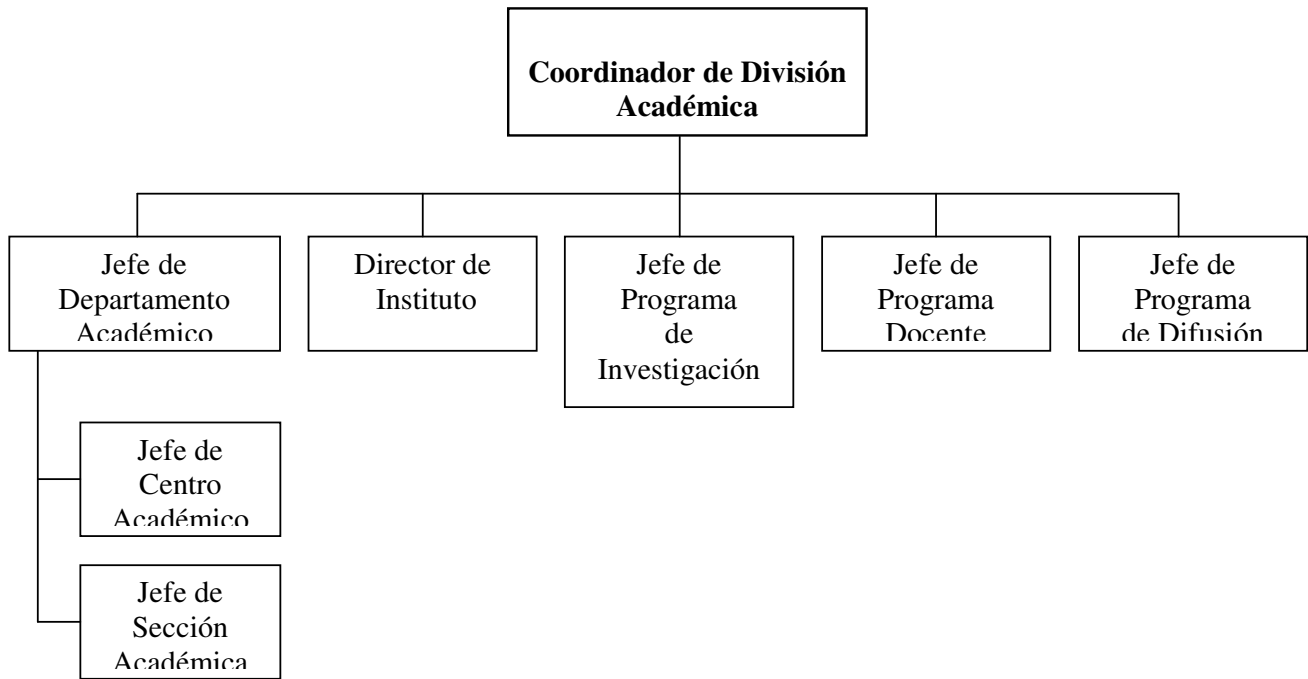 Coordinador de División
Académica
Jefe de
Departamento
Académico
Director de
Instituto
Jefe de
Programa
de
Investigación
Jefe de
Programa
Docente
Jefe de
Programa
de Difusión
Jefe de
Centro
Académico
Jefe de
Sección
Académica